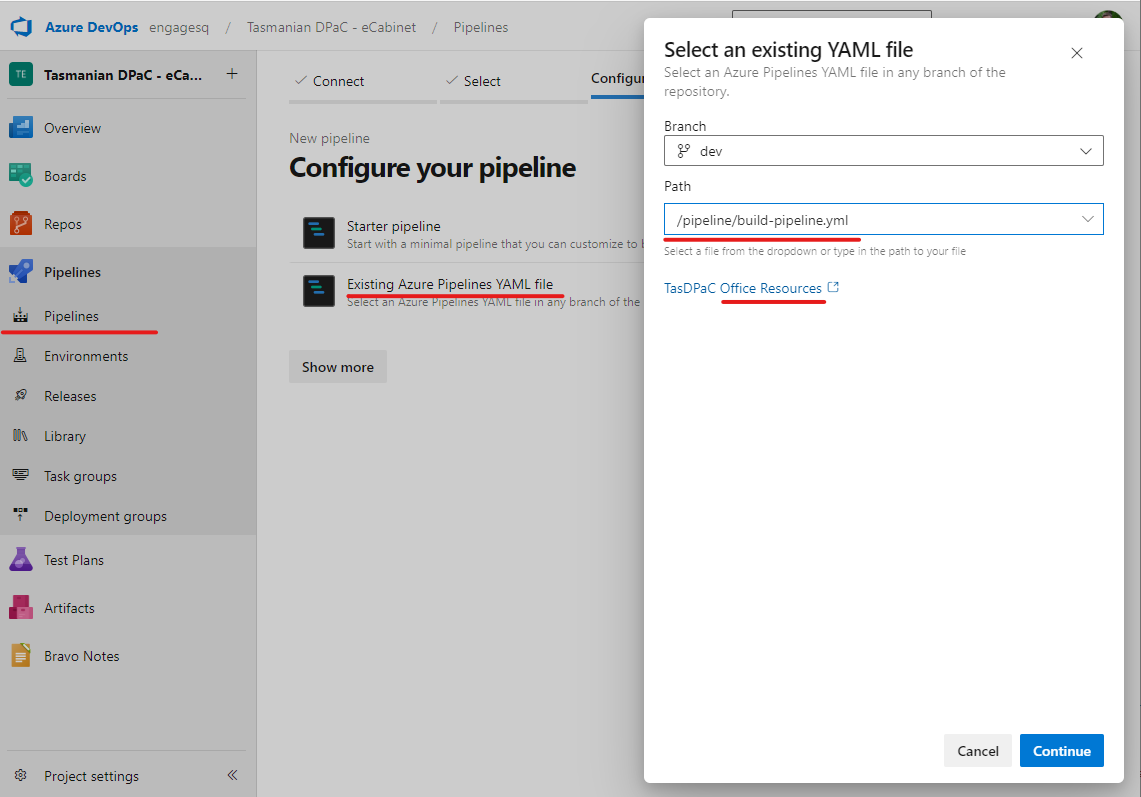 Azure DevOps engagesq / Tasmanian DPaC - eCabinet / Pipelines
TE Tasmanian DPaC - eCa... +
Overview
Boards
Repos
Pipelines
Pipelines
Environments
Releases
Library
Task groups
Deployment groups
Test Plans
Artifacts
Bravo Notes
Project settings
Connect
Select
Configur
New pipeline
Configure your pipeline
Starter pipeline
Start with a minimal pipeline that you can customize to b
Existing Azure Pipelines YAML file
Select an Azure Pipelines YAML file in any branch of the
Show more
Select an existing YAML file
Select an Azure Pipelines YAML file in any branch of the
repository.
Branch
dev
Path
/pipeline/build-pipeline.yml
Select a file from the dropdown or type in the path to your file
TasDPaC Office Resources
Cancel
Continue